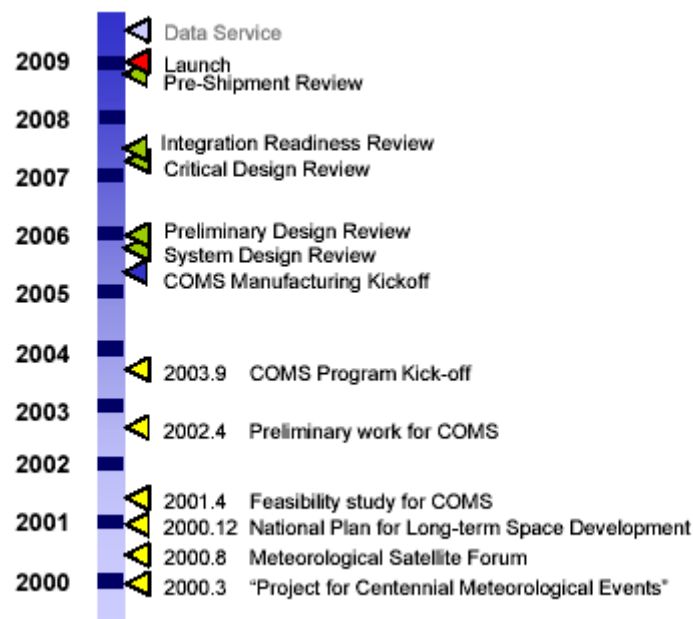 Data Service
2009
Launch
Pre-Shipment Review
2008
Integration Readiness Review
Critical Design Review
2007
2006
Preliminary Design Review
System Design Review
COMS Manufacturing Kickoff
2005
2004
2003.9 COMS Program Kick-off
2003
2002.4 Preliminary work for COMS
2002
2001.4 Feasibility study for COMS
2001
2000.12 National Plan for Long-term Space Development
2000.8 Meteorological Satellite Forum
2000
2000.3 “Project for Centennial Meteorological Events”